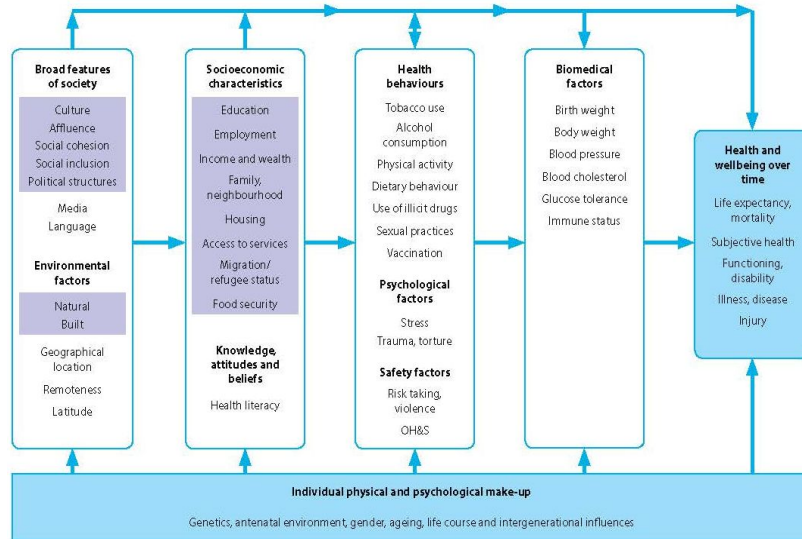 Broad features
of society
Culture
Affluence
Social cohesion
Social inclusion
Political structures
Media
Language
Environmental
factors
Natural
Built
Geographical
location
Remoteness
Latitude
Socioeconomic
characteristics
Education
Employment
Income and wealth
Family,
neighbourhood
Housing
Access to services
Migration/
refugee status
Food security
Knowledge,
attitudes and
beliefs
Health literacy
Health
behaviours
Tobacco use
Alcohol
consumption
Physical activity
Dietary behaviour
Use of illicit drugs
Sexual practices
Vaccination
Psychological
factors
Stress
Trauma, torture
Safety factors
Risk taking,
violence
OH&S
Biomedical
factors
Birth weight
Body weight
Blood pressure
Blood cholesterol
Glucose tolerance
Immune status
Health and
wellbeing over
time
Life expectancy,
mortality
Subjective health
Functioning,
disability
Illness, disease
Injury
Individual physical and psychological make-up
Genetics, antenatal environment, gender, ageing, life course and intergenerational influences